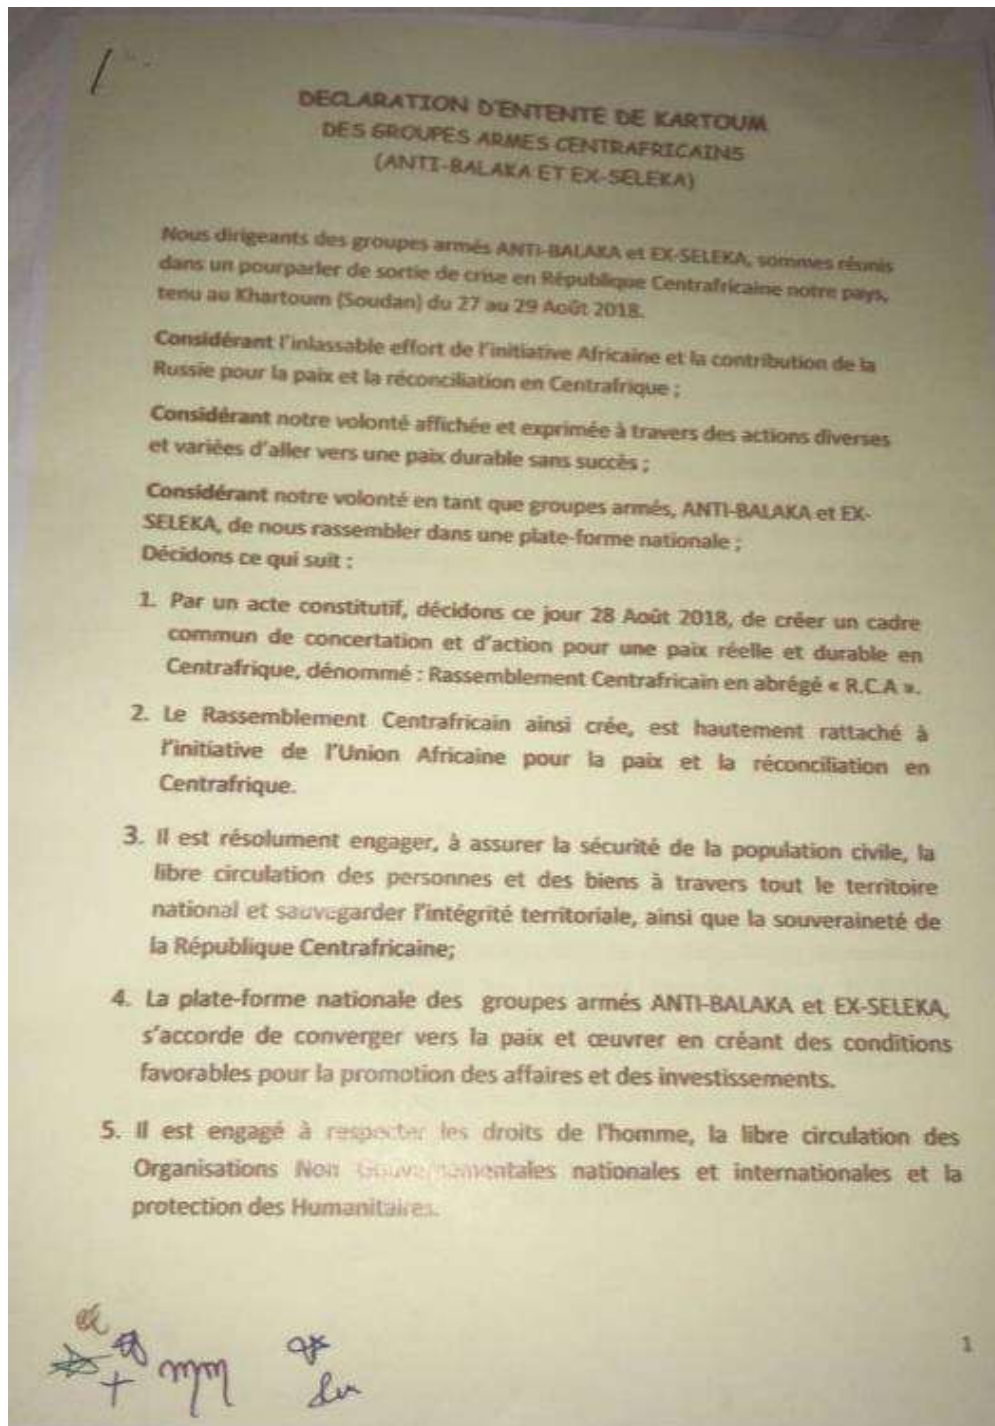 DECLARATION D'ENTENTE DE KARTOUM
DES GROUPES ARMES CENTRAFRICAINS
(ANTI-BALAKA ET EX-SELEKA)
Nous dirigeants des groupes armés ANTI-BALAKA et EX-SELEKA, sommes réunis
dans un pourparler de sortie de crise en République Centrafricaine notre pays,
tenu au Khartoum (Soudan) du 27 au 29 Août 2018.
Considérant l'inlassable effort de l'initiative Africaine et la contribution de la
Russie pour la paix et la réconciliation en Centrafrique ;
Considérant notre volonté affichée et exprimée à travers des actions diverses
et variées d'aller vers une paix durable sans succès ;
Considérant notre volonté en tant que groupes armés, ANTI-BALAKA et EX-
SELEKA, de nous rassembler dans une plate-forme nationale ;
Décidons ce qui suit :
1. Par un acte constitutif, décidons ce jour 28 Août 2018, de créer un cadre
commun de concertation et d'action pour une paix réelle et durable en
Centrafrique, dénommé : Rassemblement Centrafricain en abrégé « R.C.A ».
2. Le Rassemblement Centrafricain ainsi crée, est hautement rattaché à
l'initiative de l'Union Africaine pour la paix et la réconciliation en
Centrafrique.
3. Il est résolument engager, à assurer la sécurité de la population civile, la
libre circulation des personnes et des biens à travers tout le territoire
national et sauvegarder l'intégrité territoriale, ainsi que la souveraineté de
la République Centrafricaine;
4. La plate-forme nationale des groupes armés ANTI-BALAKA et EX-SELEKA,
s'accorde de converger vers la paix et œuvrer en créant des conditions
favorables pour la promotion des affaires et des investissements.
5. Il est engagé à respecter les droits de l'homme, la libre circulation des
Organisations Non Gouvernementales nationales et internationales et la
protection des Humanitaires.
1